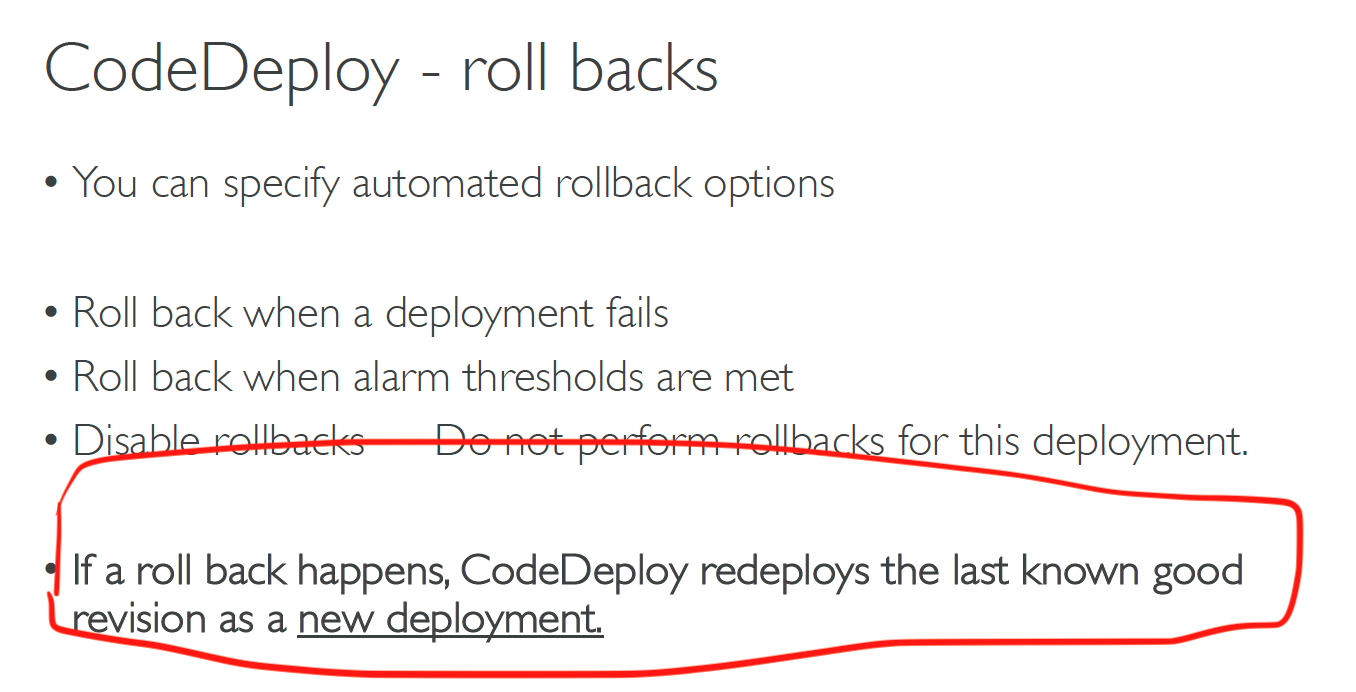 CodeDeploy - roll backs
• You can specify automated rollback options
• Roll back when a deployment fails
• Roll back when alarm thresholds are met
• Disable rollbacks Do not perform rollbacks for this deployment.
• If a roll back happens, CodeDeploy redeploys the last known good
revision as a new deployment.